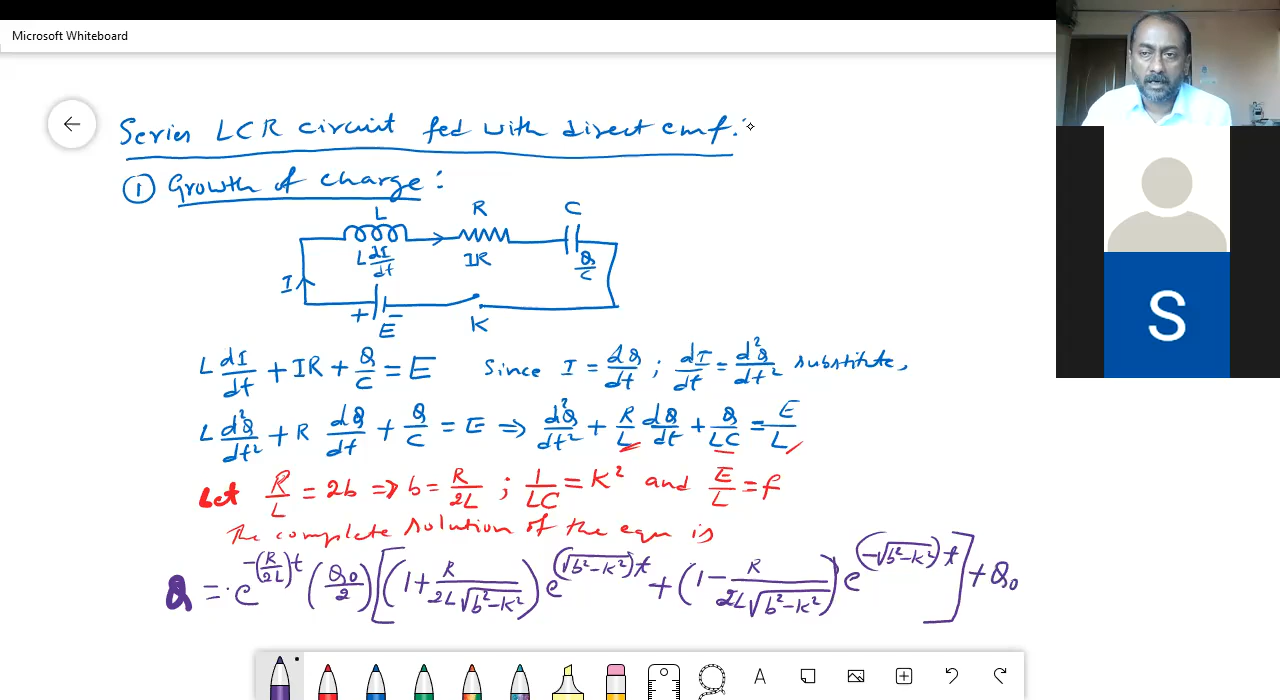 Microsoft Whiteboard
Series LCR circuit fed with direct emf :
① Growth of charge :
L R C
L dI/dt IR Q/C
I
+ − E K
L dI/dt + IR + Q/C = E Since I = dQ/dt ; dI/dt = d²Q/dt² substitute,
L d²Q/dt² + R dQ/dt + Q/C = E ⇒ d²Q/dt² + R/L dQ/dt + Q/LC = E/L
Let R/L = 2b ⇒ b = R/2L ; 1/LC = K² and E/L = f
The complete solution of the equn is
Q = e^(-(R/2L)t) (Q₀/2) [(1 + R/2L√(b²-K²)) e^((√(b²-K²))t) + (1 - R/2L√(b²-K²)) e^((-√(b²-K²))t)] + Q₀
S
A